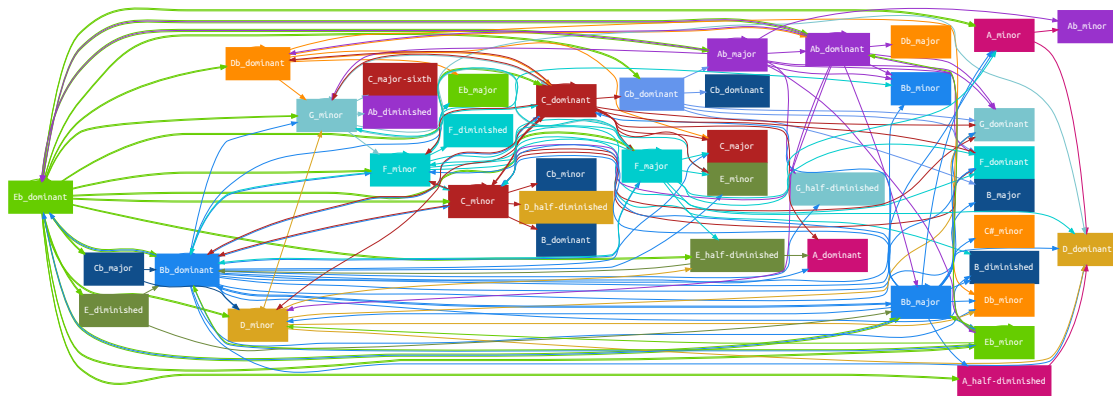 Ab_minor
A_minor
Db_major
Ab_dominant
Ab_major
Db_dominant
C_major-sixth
Eb_major
Bb_minor
Cb_dominant
Gb_dominant
C_dominant
Ab_diminished
G_minor
G_dominant
F_diminished
C_major
F_dominant
F_major
F_minor
Cb_minor
E_minor
G_half-diminished
B_major
Eb_dominant
C_minor
D_half-diminished
C#_minor
B_dominant
D_dominant
E_half-diminished
A_dominant
B_diminished
Cb_major
Bb_dominant
Db_minor
Bb_major
E_diminished
D_minor
Eb_minor
A_half-diminished